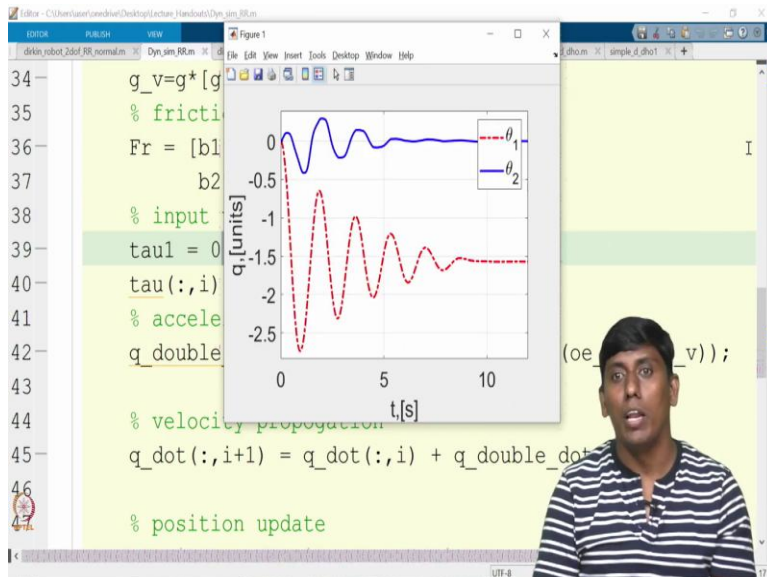 Editor - C:\Users\user\onedrive\Desktop\Lecture_Handouts\Dyn_sim_RR.m
EDITOR PUBLISH VIEW
dirkin_robot_2dof_RR_normal.m Dyn_sim_RR.m d_dho.m simple_d_dho1
Figure 1
File Edit View Insert Tools Desktop Window Help
34 g_v=g*[g
35 % fricti
36 Fr = [b1
37 b2
38 % input
39 tau1 = 0
40 tau(:,i)
41 % accele
42 q_double (oe_ _v));
43
44 % velocity propogation
45 q_dot(:,i+1) = q_dot(:,i) + q_double_dot
46
47 % position update
0
-0.5
-1
-1.5
-2
-2.5
q,[units]
0 5 10
t,[s]
θ1
θ2
UTF-8
17